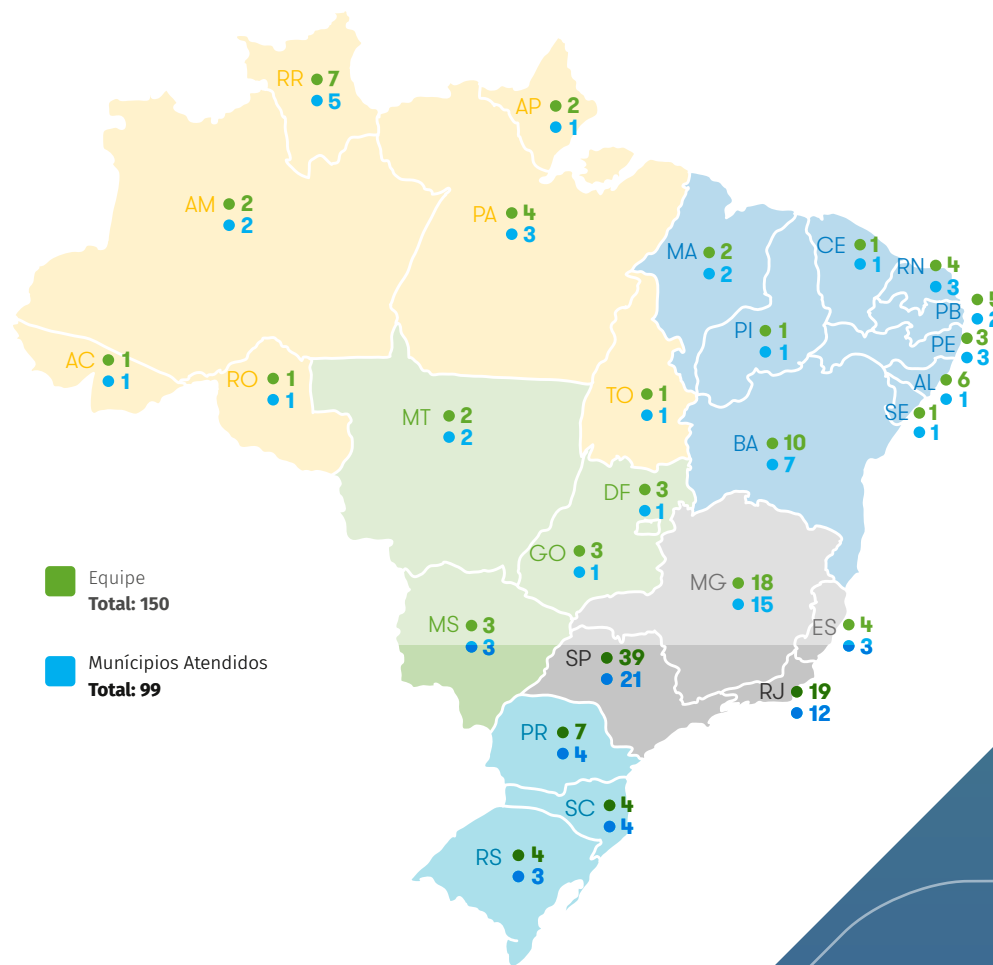 RR 7
5
AP 2
1
AM 2
2
PA 4
3
MA 2
2
CE 1
1
RN 4
3
PB
PE 3
3
PI 1
1
AC 1
1
RO 1
1
TO 1
1
AL 6
1
SE 1
1
MT 2
2
BA 10
7
DF 3
1
GO 3
1
Equipe
Total: 150
MG 18
15
MS 3
3
ES 4
3
Munícipios Atendidos
Total: 99
SP 39
21
RJ 19
12
PR 7
4
SC 4
4
RS 4
3